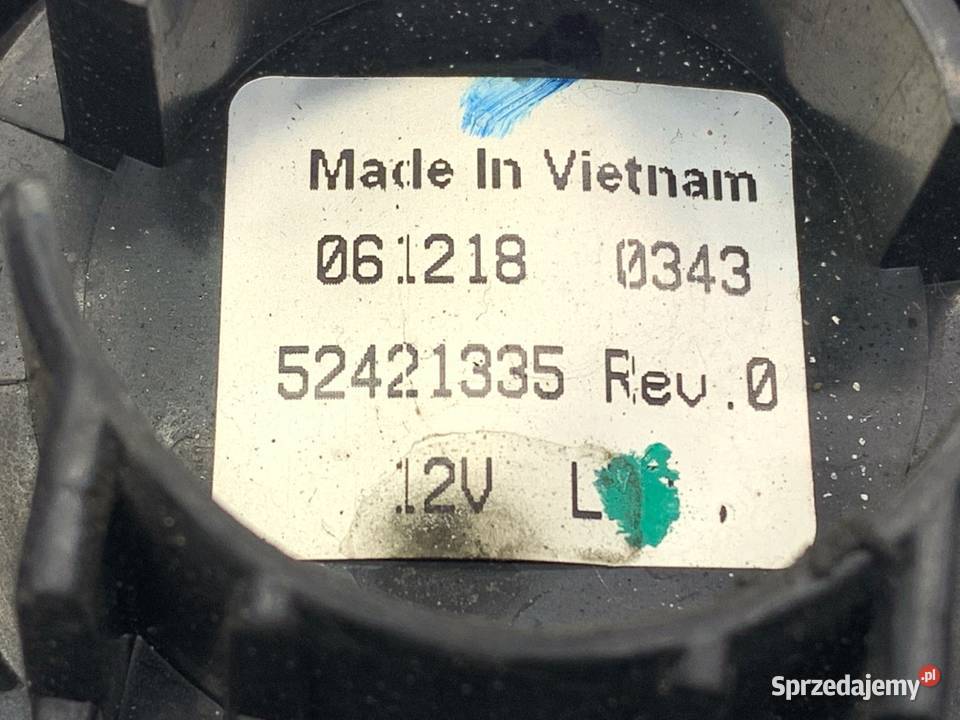 Made In Vietnam
061218 0343
52421335 Rev.0
12V
Sprzedajemy.pl